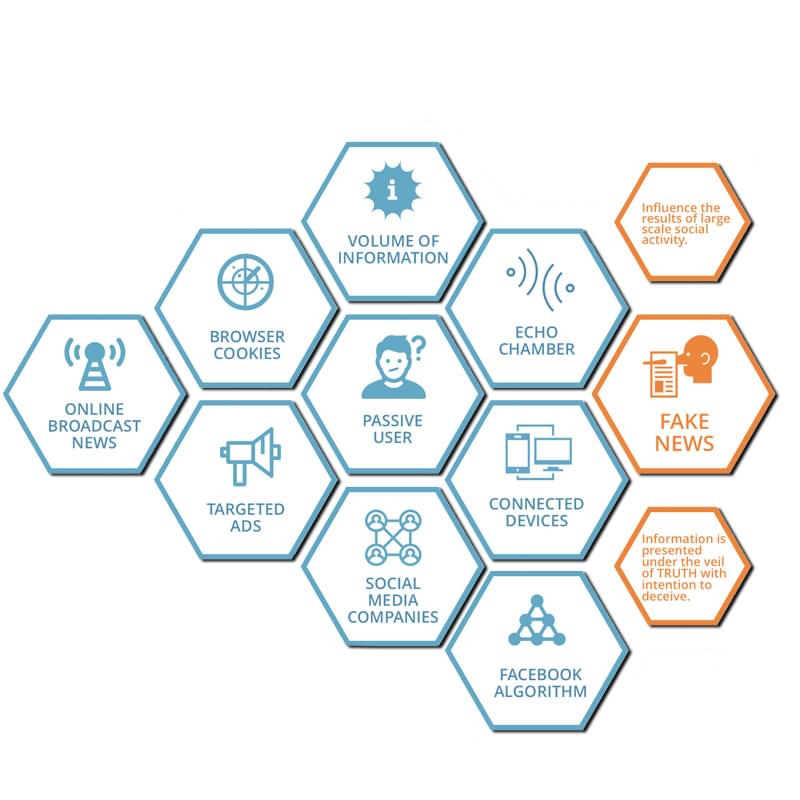 i
VOLUME OF
INFORMATION
Influence the
results of large
scale social
activity.
BROWSER
COOKIES
ECHO
CHAMBER
ONLINE
BROADCAST
NEWS
PASSIVE
USER
?
FAKE
NEWS
TARGETED
ADS
CONNECTED
DEVICES
Information is
presented
under the veil
of TRUTH with
intention to
deceive.
SOCIAL
MEDIA
COMPANIES
FACEBOOK
ALGORITHM